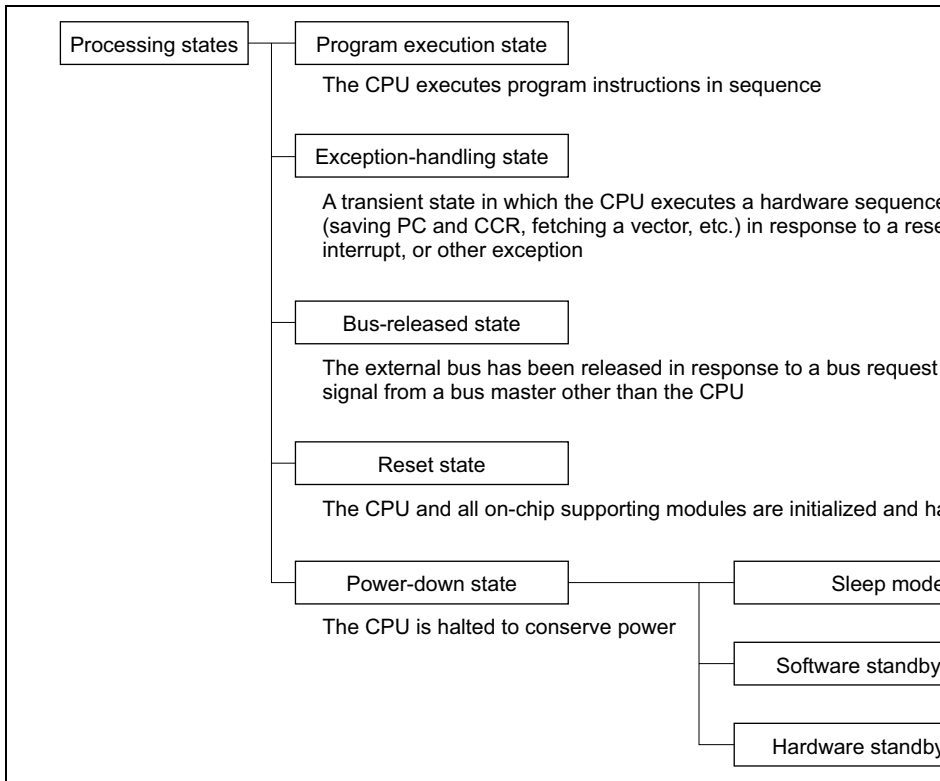 Processing states
Program execution state
The CPU executes program instructions in sequence
Exception-handling state
A transient state in which the CPU executes a hardware sequence
(saving PC and CCR, fetching a vector, etc.) in response to a rese
interrupt, or other exception
Bus-released state
The external bus has been released in response to a bus request
signal from a bus master other than the CPU
Reset state
The CPU and all on-chip supporting modules are initialized and ha
Power-down state
The CPU is halted to conserve power
Sleep mode
Software standby
Hardware standby